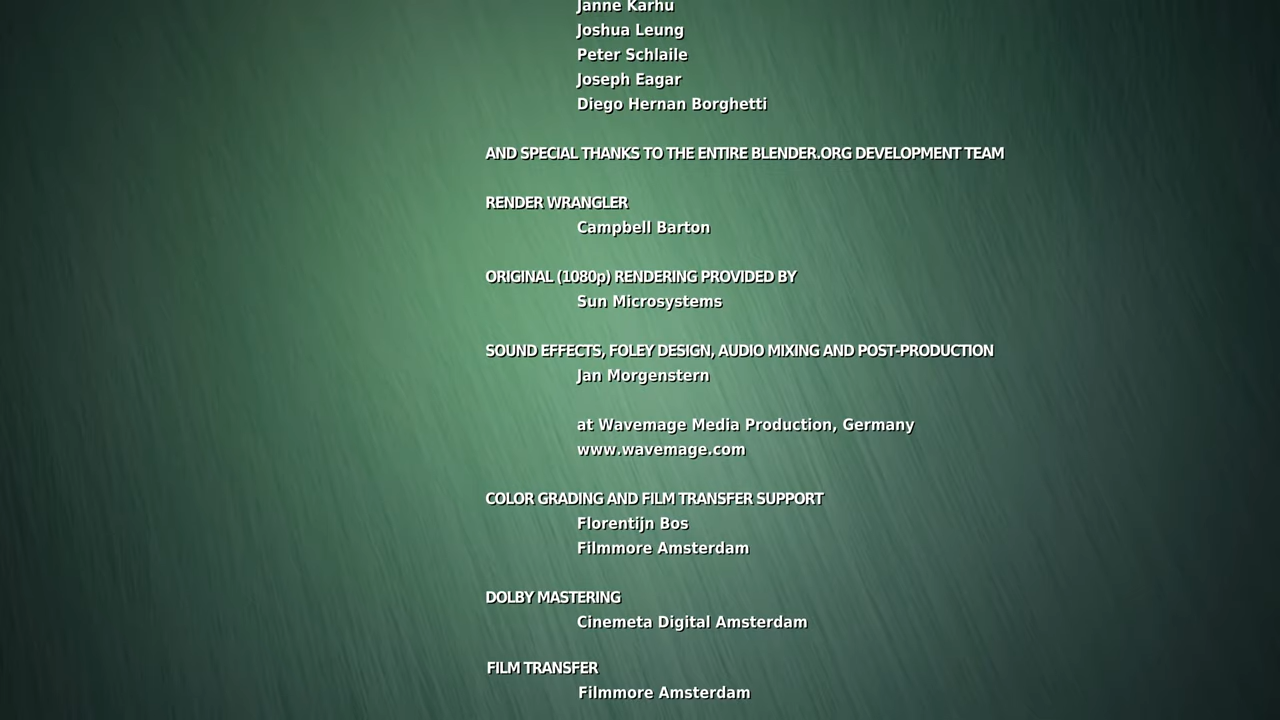 Janne Karhu
Joshua Leung
Peter Schlaile
Joseph Eagar
Diego Hernan Borghetti
AND SPECIAL THANKS TO THE ENTIRE BLENDER.ORG DEVELOPMENT TEAM
RENDER WRANGLER
Campbell Barton
ORIGINAL (1080p) RENDERING PROVIDED BY
Sun Microsystems
SOUND EFFECTS, FOLEY DESIGN, AUDIO MIXING AND POST-PRODUCTION
Jan Morgenstern
at Wavemage Media Production, Germany
www.wavemage.com
COLOR GRADING AND FILM TRANSFER SUPPORT
Florentijn Bos
Filmmore Amsterdam
DOLBY MASTERING
Cinemeta Digital Amsterdam
FILM TRANSFER
Filmmore Amsterdam